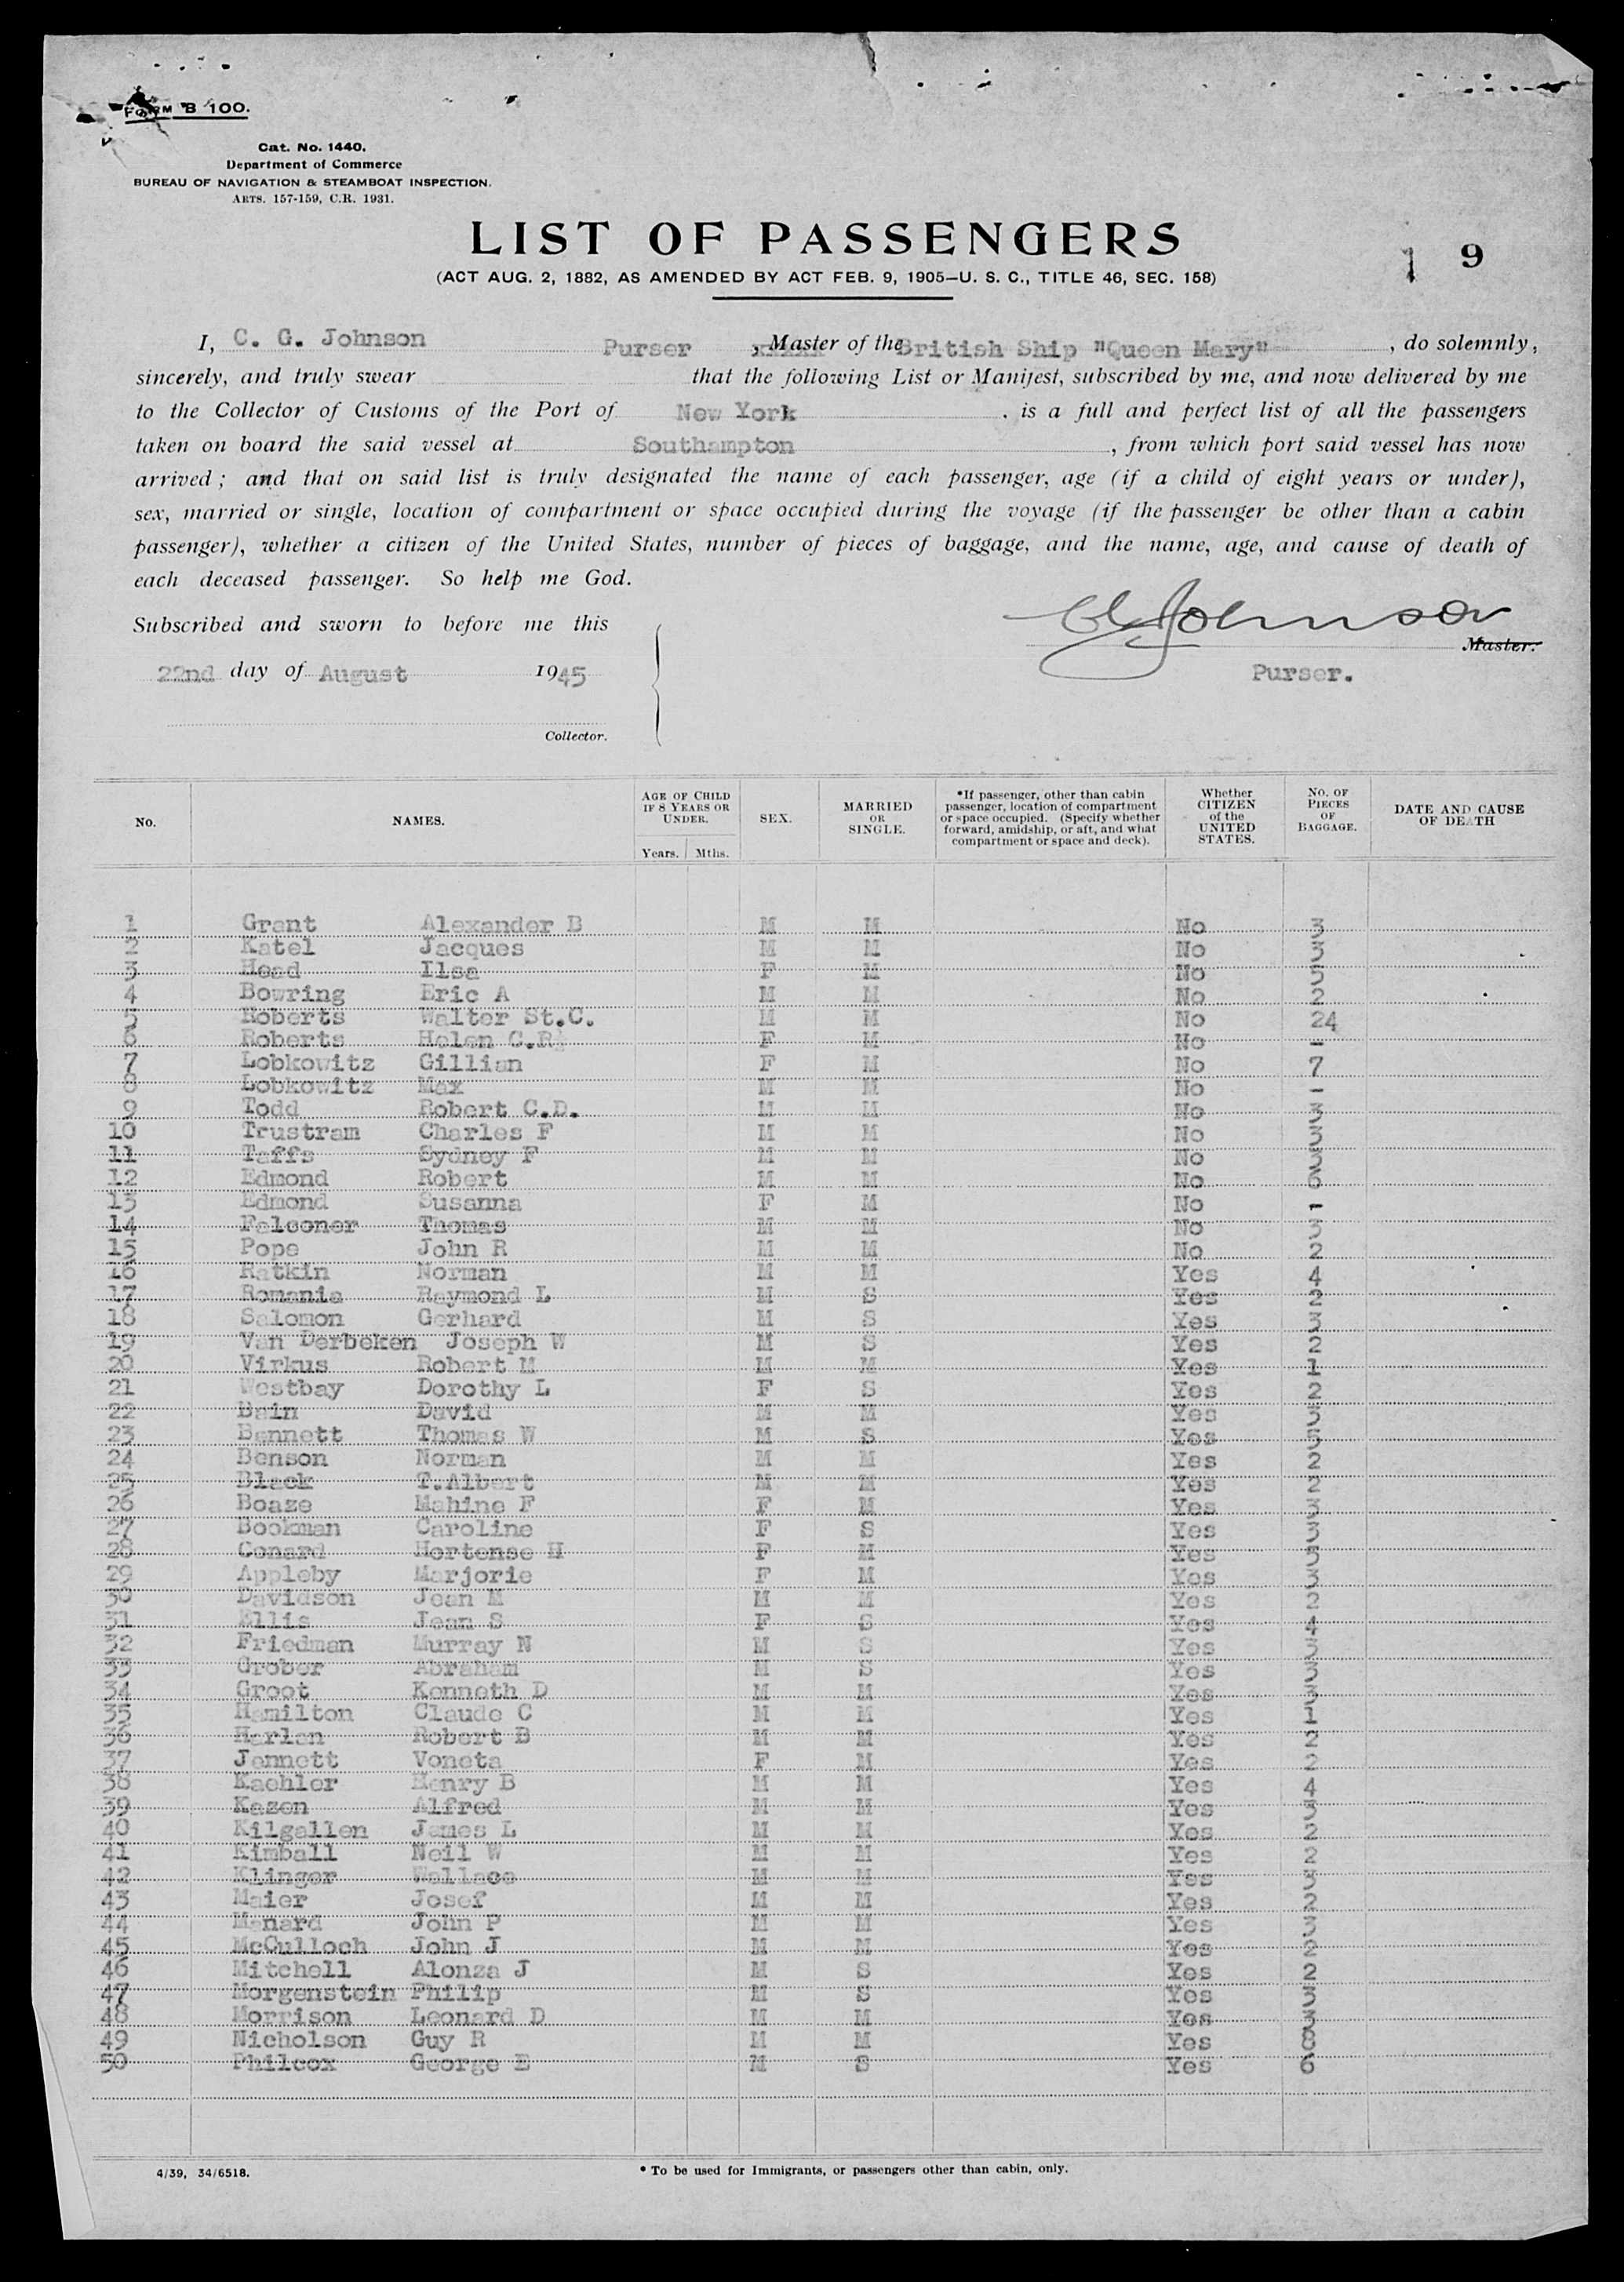 FORM B 100.
Cat. No. 1440.
Department of Commerce
BUREAU OF NAVIGATION & STEAMBOAT INSPECTION.
ARTS. 157-159, C.R. 1931.
LIST OF PASSENGERS
1 9
(ACT AUG. 2, 1882, AS AMENDED BY ACT FEB. 9, 1905—U. S. C., TITLE 46, SEC. 158)
I, C. G. Johnson Purser , Master of the British Ship "Queen Mary" , do solemnly,
sincerely, and truly swear that the following List or Manifest, subscribed by me, and now delivered by me
to the Collector of Customs of the Port of New York , is a full and perfect list of all the passengers
taken on board the said vessel at Southampton , from which port said vessel has now
arrived ; and that on said list is truly designated the name of each passenger, age (if a child of eight years or under),
sex, married or single, location of compartment or space occupied during the voyage (if the passenger be other than a cabin
passenger), whether a citizen of the United States, number of pieces of baggage, and the name, age, and cause of death of
each deceased passenger. So help me God.
CGJohnson
Subscribed and sworn to before me this
Master.
22nd day of August 1945
Purser.
Collector.
No. NAMES. AGE OF CHILD IF 8 YEARS OR UNDER. Years. Mths. SEX. MARRIED OR SINGLE. *If passenger, other than cabin passenger, location of compartment or space occupied. (Specify whether forward, amidship, or aft, and what compartment or space and deck). Whether CITIZEN of the UNITED STATES. NO. OF PIECES OF BAGGAGE. DATE AND CAUSE OF DEATH
1 Grant Alexander B M M No 3
2 Katel Jacques M M No 3
3 Head Ilsa F M No 5
4 Bowring Eric A M M No 2
5 Roberts Walter St.C. M M No 24
6 Roberts Helen C.R. F M No -
7 Lobkowitz Gillian F M No 7
8 Lobkowitz Max M M No -
9 Todd Robert C.D. M M No 3
10 Trustram Charles F M M No 3
11 Taffs Sydney F M M No 3
12 Edmond Robert M M No 6
13 Edmond Susanna F M No -
14 Falconer Thomas M M No 3
15 Pope John R M M No 2
16 Ratkin Norman M M Yes 4
17 Romania Raymond L M S Yes 2
18 Salomon Gerhard M S Yes 3
19 Van Derbeken Joseph W M S Yes 2
20 Virkus Robert M M M Yes 1
21 Westbay Dorothy L F S Yes 2
22 Bain David M M Yes 3
23 Bennett Thomas W M S Yes 5
24 Benson Norman M M Yes 2
25 Black T.Albert M M Yes 2
26 Boaze Mahine F F M Yes 3
27 Bookman Caroline F S Yes 3
28 Conard Hortense H F M Yes 5
29 Appleby Marjorie F M Yes 3
30 Davidson Jean M M M Yes 2
31 Ellis Jean S F S Yes 4
32 Friedman Murray N M S Yes 3
33 Grober Abraham M S Yes 3
34 Groot Kenneth D M M Yes 3
35 Hamilton Claude C M M Yes 1
36 Harlan Robert B M M Yes 2
37 Jennett Voneta F M Yes 2
38 Kaehler Henry B M M Yes 4
39 Kazen Alfred M M Yes 3
40 Kilgallen James L M M Yes 2
41 Kimball Neil W M M Yes 2
42 Klinger Wallace M M Yes 3
43 Maier Josef M M Yes 2
44 Menard John P M M Yes 3
45 McCulloch John J M M Yes 2
46 Mitchell Alonza J M S Yes 2
47 Morgenstein Philip M S Yes 3
48 Morrison Leonard D M M Yes 3
49 Nicholson Guy R M M Yes 8
50 Philcox George E M S Yes 6
4/39, 34/6518.
* To be used for Immigrants, or passengers other than cabin, only.